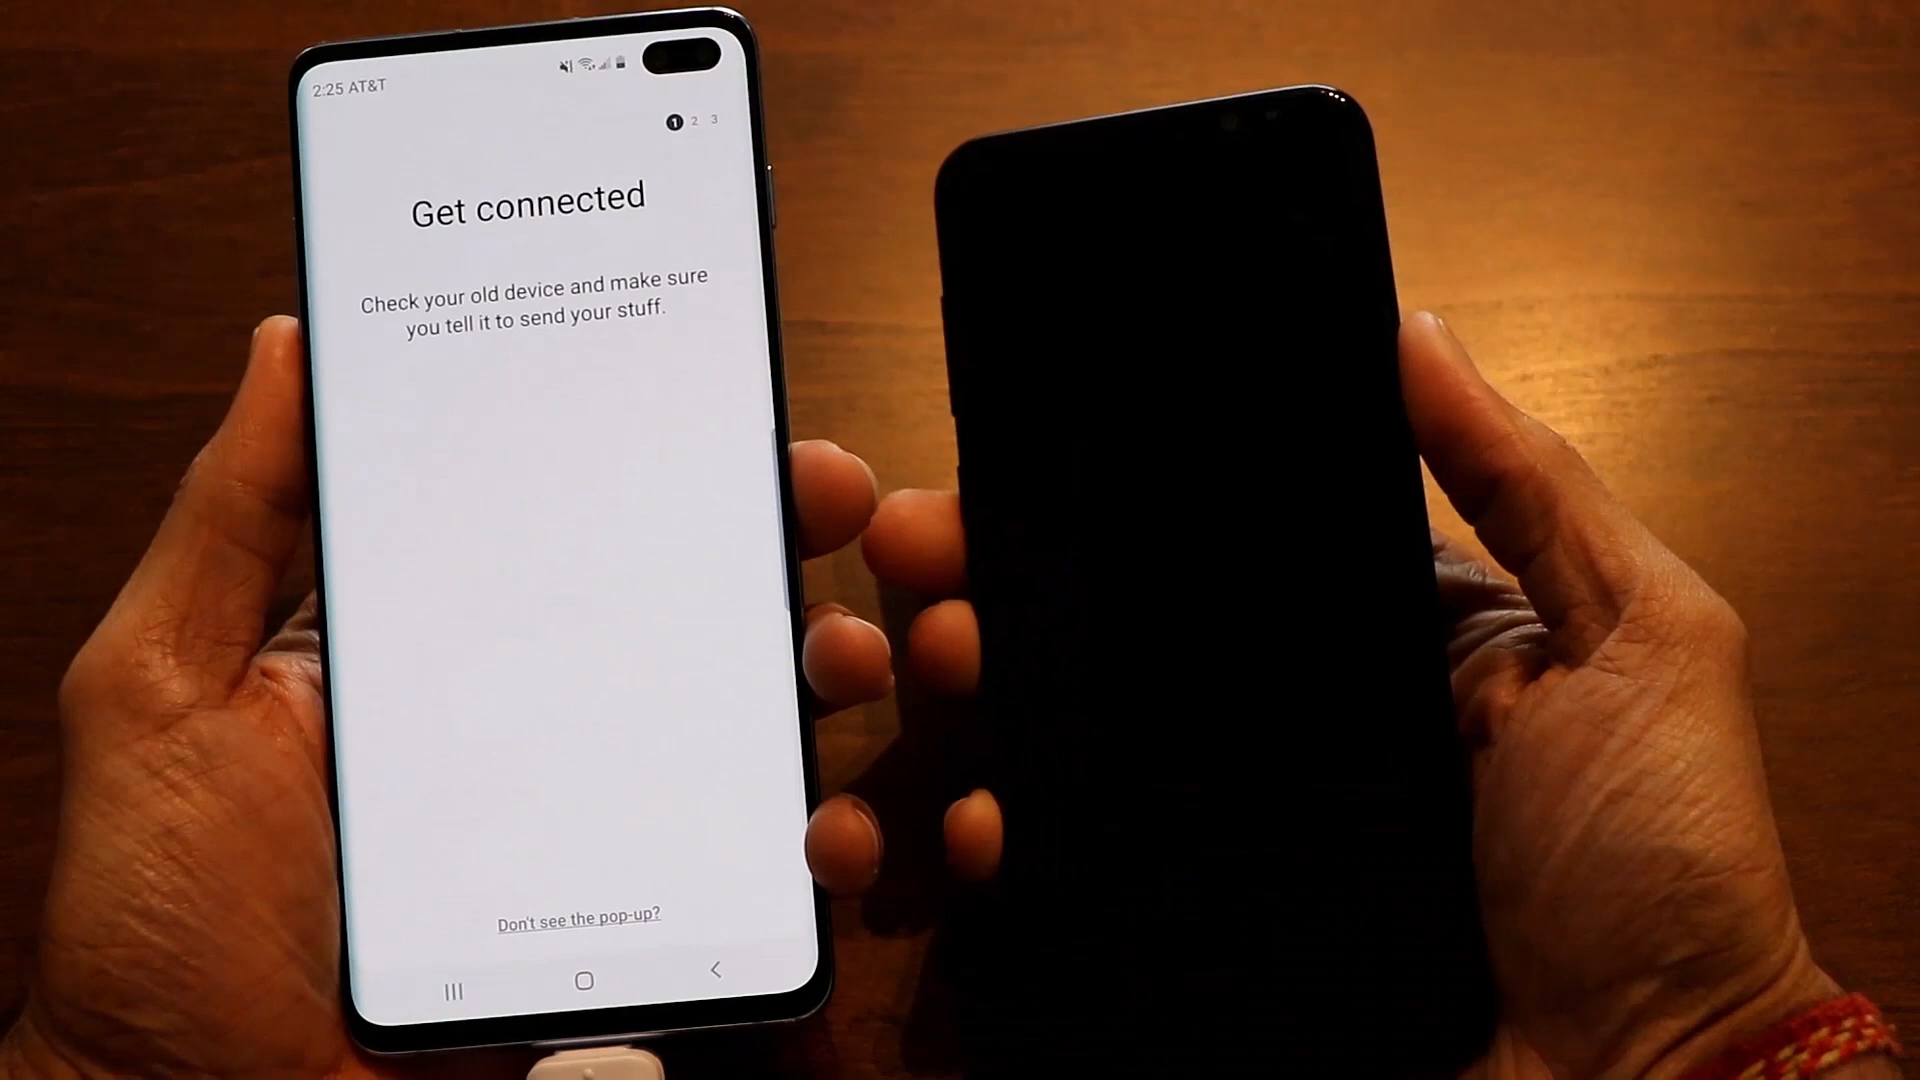 2:25 AT&T
1 2 3
Get connected
Check your old device and make sure
you tell it to send your stuff.
Don't see the pop-up?